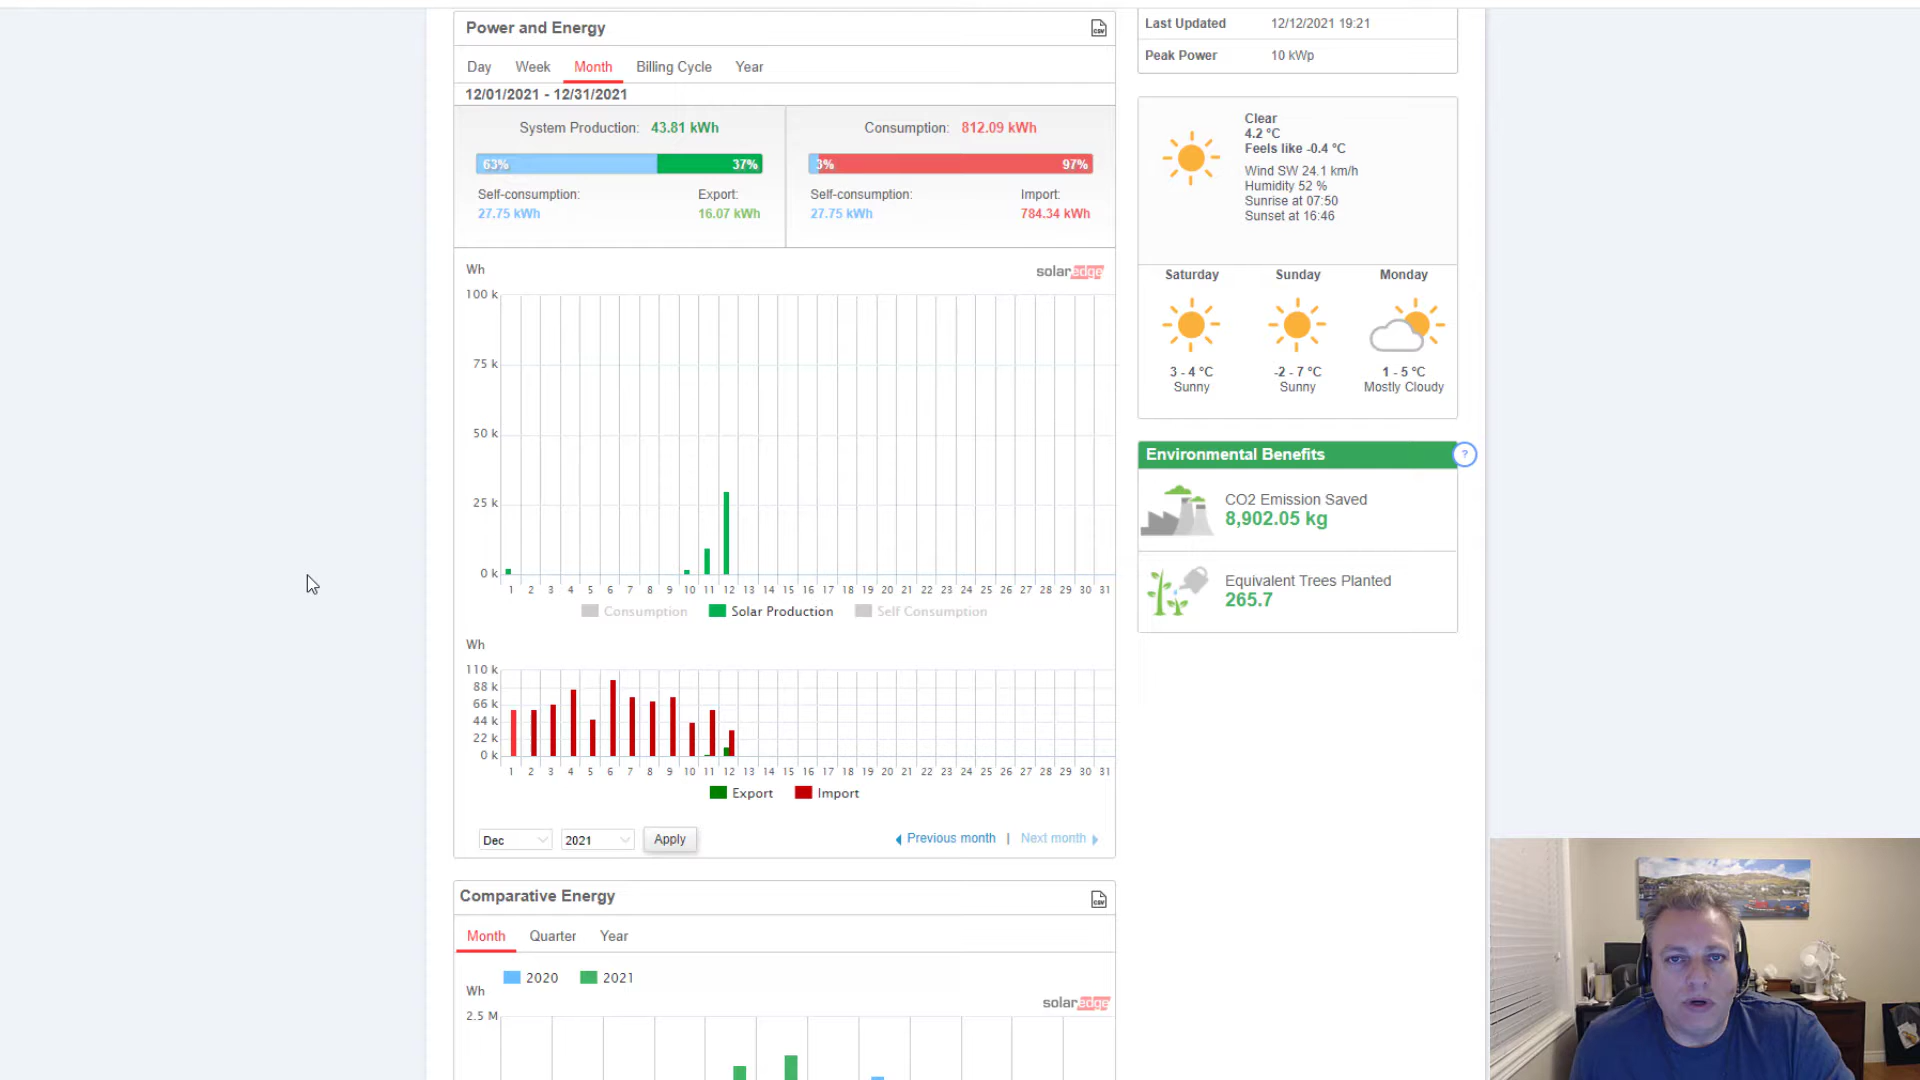 Power and Energy
CSV
Day Week Month Billing Cycle Year
12/01/2021 - 12/31/2021
System Production: 43.81 kWh
63% 37%
Self-consumption: Export:
27.75 kWh 16.07 kWh
Consumption: 812.09 kWh
3% 97%
Self-consumption: Import:
27.75 kWh 784.34 kWh
Wh
solaredge
100 k
75 k
50 k
25 k
0 k
1 2 3 4 5 6 7 8 9 10 11 12 13 14 15 16 17 18 19 20 21 22 23 24 25 26 27 28 29 30 31
Consumption Solar Production Self Consumption
Wh
110 k
88 k
66 k
44 k
22 k
0 k
1 2 3 4 5 6 7 8 9 10 11 12 13 14 15 16 17 18 19 20 21 22 23 24 25 26 27 28 29 30 31
Export Import
Dec 2021 Apply
Previous month | Next month
Comparative Energy
CSV
Month Quarter Year
2020 2021
Wh
solaredge
2.5 M
Last Updated 12/12/2021 19:21
Peak Power 10 kWp
Clear
4.2 °C
Feels like -0.4 °C
Wind SW 24.1 km/h
Humidity 52 %
Sunrise at 07:50
Sunset at 16:46
Saturday Sunday Monday
3 - 4 °C -2 - 7 °C 1 - 5 °C
Sunny Sunny Mostly Cloudy
Environmental Benefits
?
CO2 Emission Saved
8,902.05 kg
Equivalent Trees Planted
265.7